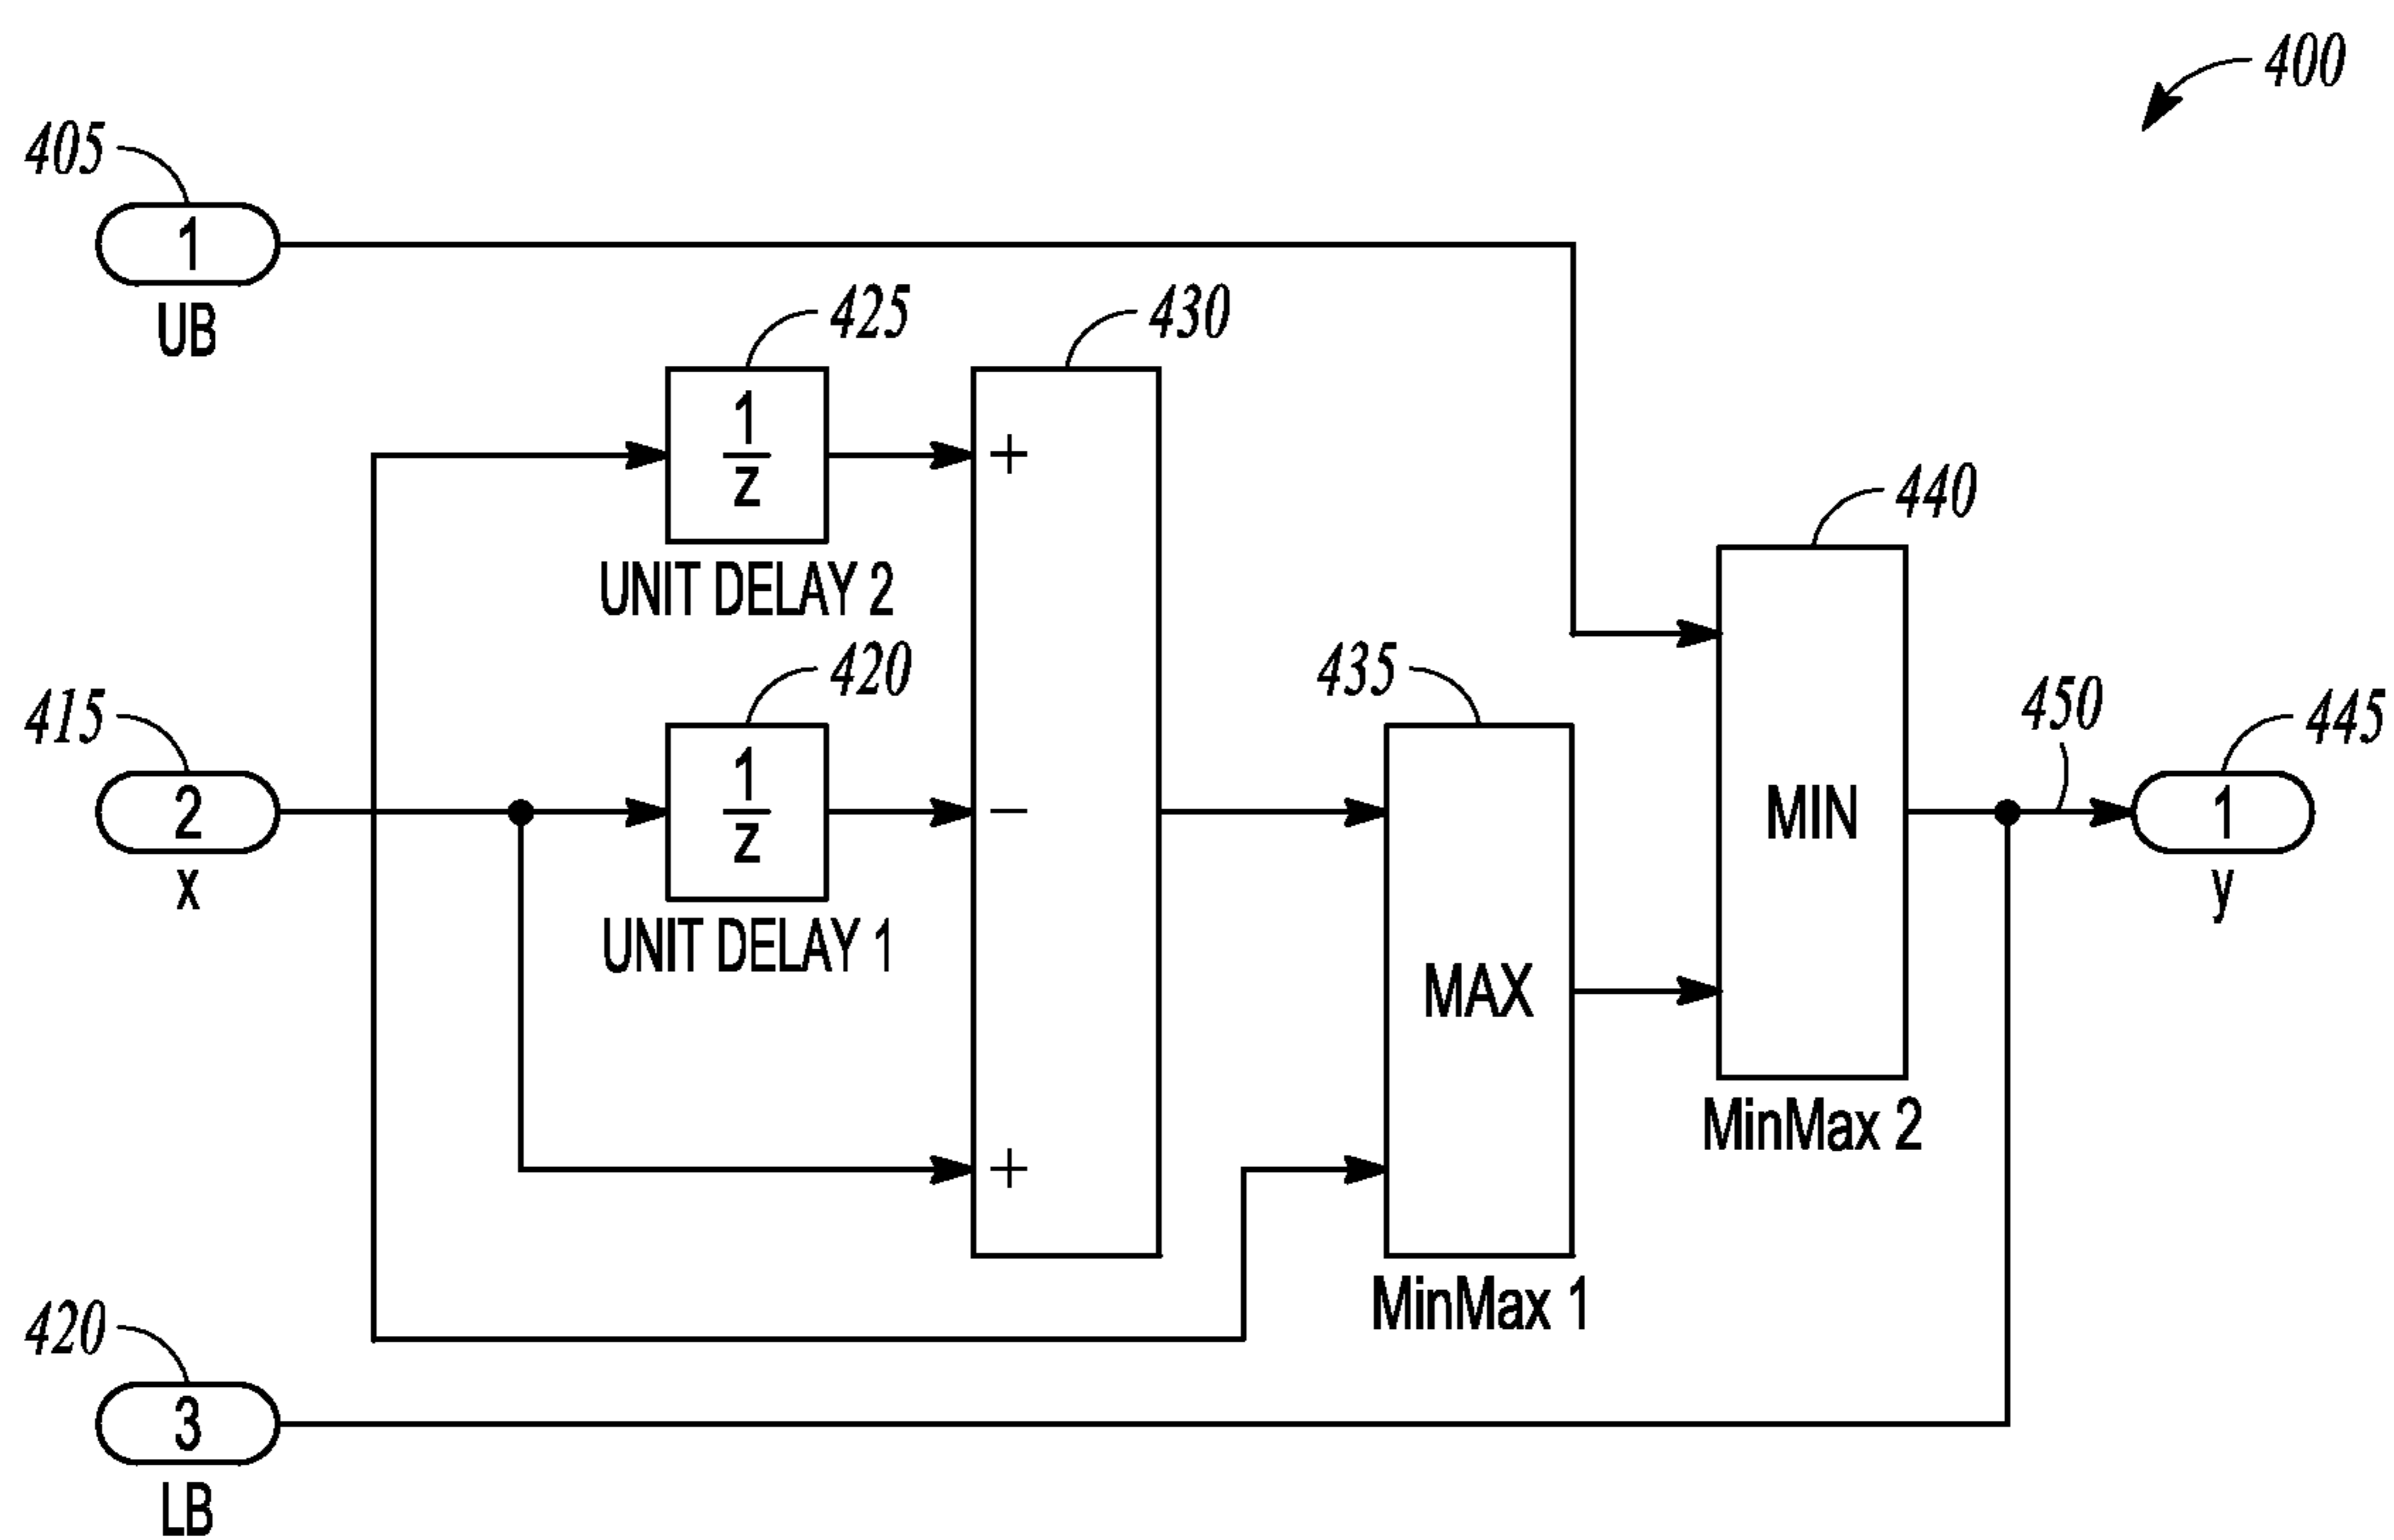 400
405
1
UB
425
1
z
UNIT DELAY 2
430
+
−
+
440
MIN
MinMax 2
415
2
x
420
1
z
UNIT DELAY 1
435
MAX
MinMax 1
450
445
1
y
420
3
LB